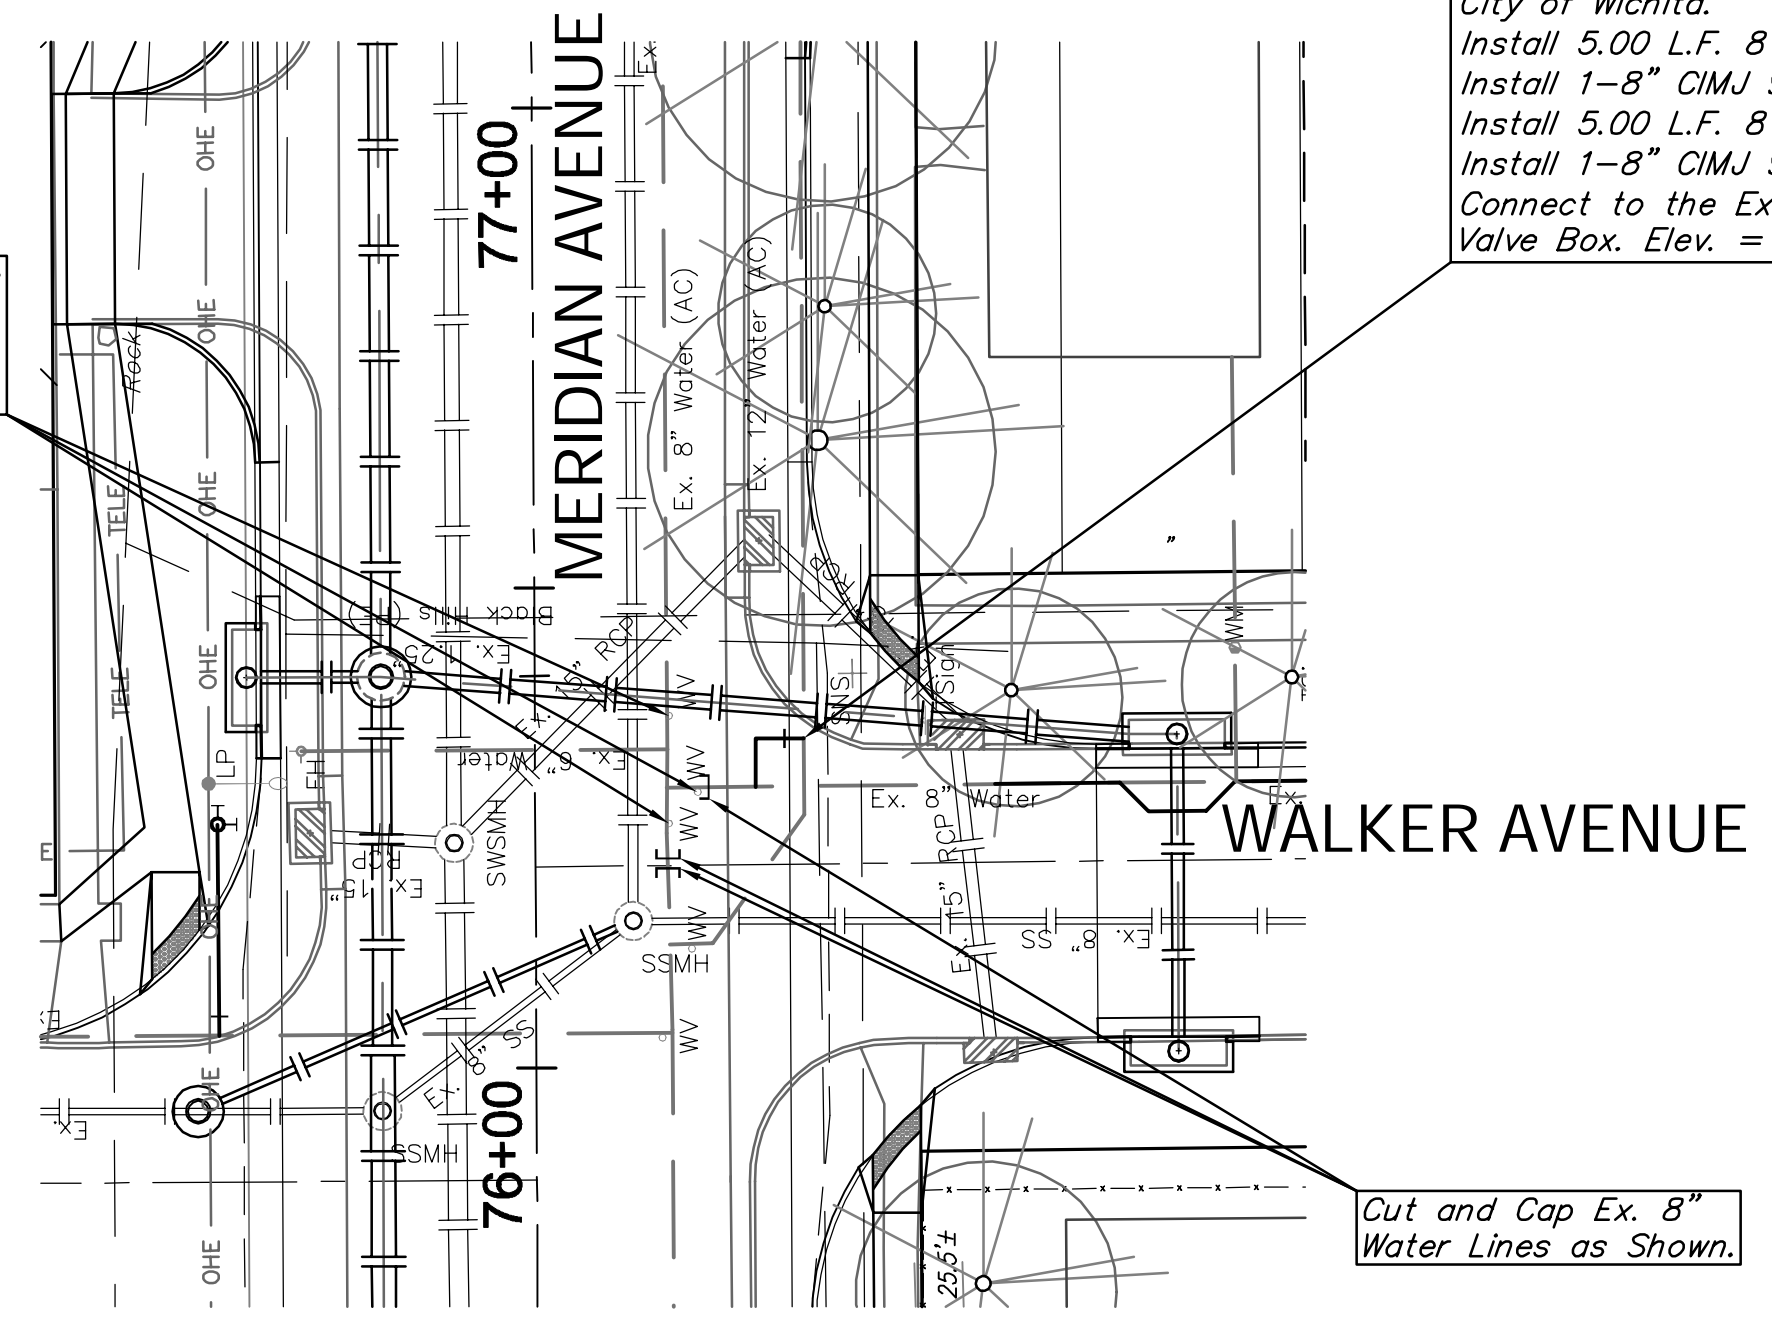 City of Wichita.
Install 5.00 L.F. 8
Install 1-8" CIMJ
Install 5.00 L.F. 8
Install 1-8" CIMJ
Connect to the Ex
Valve Box. Elev. =
77+00
MERIDIAN AVENUE
Ex.
OHE
OHE
OHE
OHE
OHE
OHE
OHE
Rock
TELE
TELE
Ex. 8" Water (AC)
Ex. 12" Water (AC)
Black Hills (PE)
Ex. 1.25"
Ex. 15" RCP
Ex. 6" Water
LP
FH
SWSMH
Ex. 15" RCP
E
WV
WV
WV
WV
WV
SNS
Sign
WM
"
Ex. 8" Water
Ex.
WALKER AVENUE
Ex. 15" RCP
Ex. 8" SS
SSMH
Ex. 8" SS
Ex
Ex.
SSMH
76+00
25.5'±
Cut and Cap Ex. 8"
Water Lines as Shown.